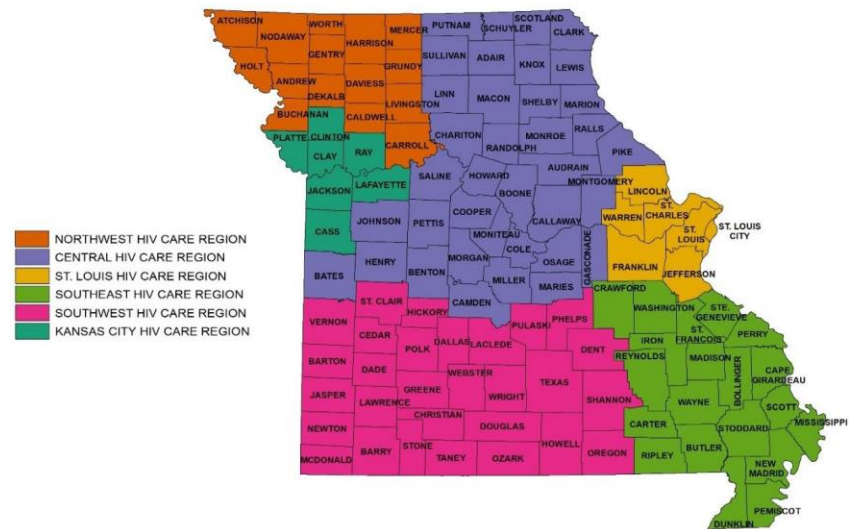 ATCHISON
NODAWAY
WORTH
HARRISON
MERCER
PUTNAM
SCHUYLER
SCOTLAND
CLARK
HOLT
GENTRY
SULLIVAN
ADAIR
KNOX
LEWIS
ANDREW
DEKALB
DAVIESS
GRUNDY
LINN
MACON
SHELBY
MARION
BUCHANAN
CALDWELL
LIVINGSTON
CHARITON
RANDOLPH
MONROE
RALLS
PLATTE
CLINTON
CLAY
RAY
CARROLL
PIKE
AUDRAIN
SALINE
HOWARD
BOONE
MONTGOMERY
LINCOLN
JACKSON
LAFAYETTE
COOPER
CALLAWAY
WARREN
ST. CHARLES
ST. LOUIS
ST. LOUIS CITY
CASS
JOHNSON
PETTIS
MONITEAU
COLE
OSAGE
GASCONADE
FRANKLIN
JEFFERSON
BATES
HENRY
BENTON
MORGAN
MILLER
MARIES
CAMDEN
CRAWFORD
WASHINGTON
STE. GENEVIEVE
NORTHWEST HIV CARE REGION
CENTRAL HIV CARE REGION
ST. LOUIS HIV CARE REGION
SOUTHEAST HIV CARE REGION
SOUTHWEST HIV CARE REGION
KANSAS CITY HIV CARE REGION
VERNON
ST. CLAIR
HICKORY
DALLAS
LACLEDE
PULASKI
PHELPS
DENT
IRON
ST. FRANCOIS
PERRY
CEDAR
POLK
REYNOLDS
MADISON
BOLLINGER
CAPE GIRARDEAU
BARTON
DADE
WEBSTER
TEXAS
JASPER
LAWRENCE
GREENE
WRIGHT
SHANNON
WAYNE
SCOTT
MISSISSIPPI
CHRISTIAN
DOUGLAS
CARTER
STODDARD
NEWTON
MCDONALD
BARRY
STONE
TANEY
OZARK
HOWELL
OREGON
RIPLEY
BUTLER
NEW MADRID
PEMISCOT
DUNKLIN